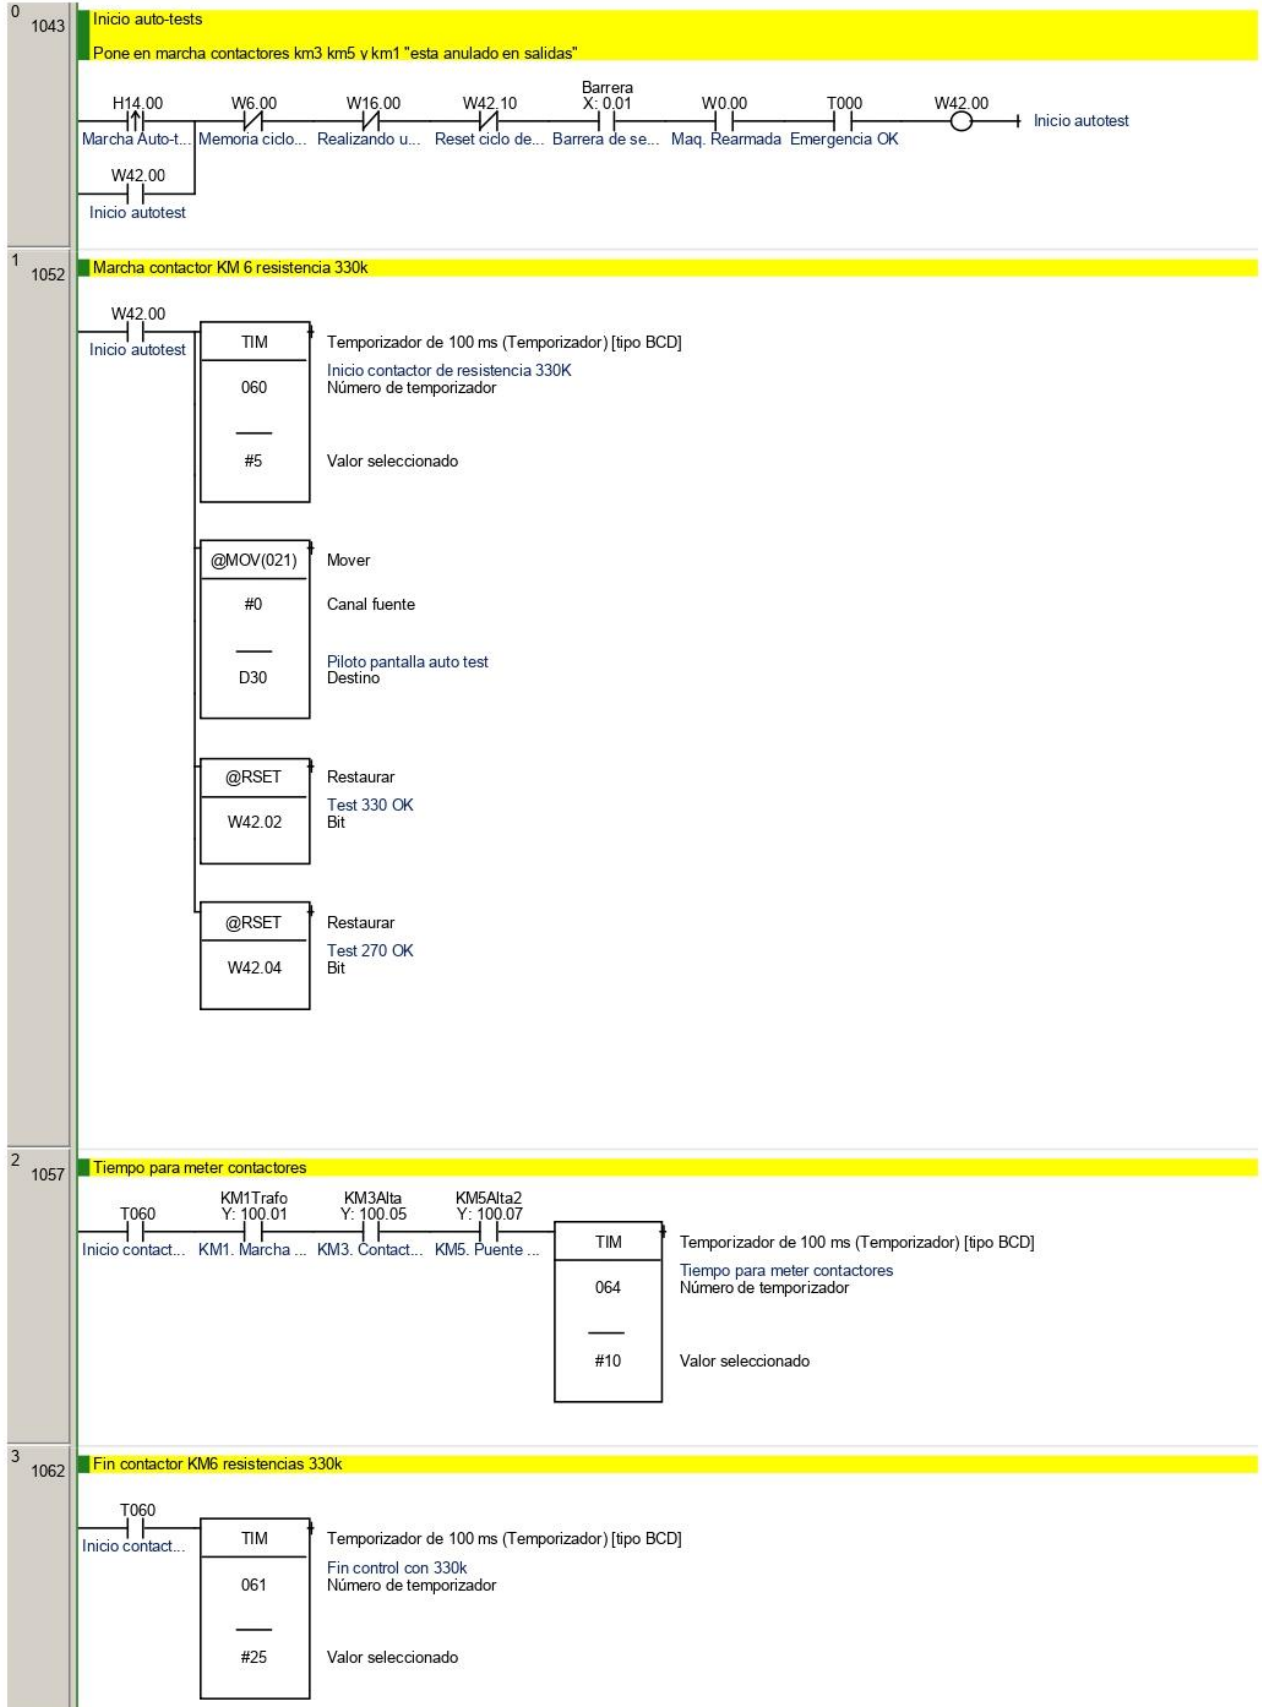 0
1043
Inicio auto-tests
Pone en marcha contactores km3 km5 y km1 "esta anulado en salidas"
Barrera
H14.00 W6.00 W16.00 W42.10 X: 0.01 W0.00 T000 W42.00
Inicio autotest
Marcha Auto-t... Memoria ciclo... Realizando u... Reset ciclo de... Barrera de se... Maq. Rearmada Emergencia OK
W42.00
Inicio autotest
1
1052
Marcha contactor KM 6 resistencia 330k
W42.00
Inicio autotest
TIM
Temporizador de 100 ms (Temporizador) [tipo BCD]
Inicio contactor de resistencia 330K
060
Número de temporizador
#5
Valor seleccionado
@MOV(021)
Mover
#0
Canal fuente
Piloto pantalla auto test
D30
Destino
@RSET
Restaurar
Test 330 OK
W42.02
Bit
@RSET
Restaurar
Test 270 OK
W42.04
Bit
2
1057
Tiempo para meter contactores
KM1Trafo KM3Alta KM5Alta2
T060 Y: 100.01 Y: 100.05 Y: 100.07
Inicio contact... KM1. Marcha ... KM3. Contact... KM5. Puente ...
TIM
Temporizador de 100 ms (Temporizador) [tipo BCD]
Tiempo para meter contactores
064
Número de temporizador
#10
Valor seleccionado
3
1062
Fin contactor KM6 resistencias 330k
T060
Inicio contact...
TIM
Temporizador de 100 ms (Temporizador) [tipo BCD]
Fin control con 330k
061
Número de temporizador
#25
Valor seleccionado